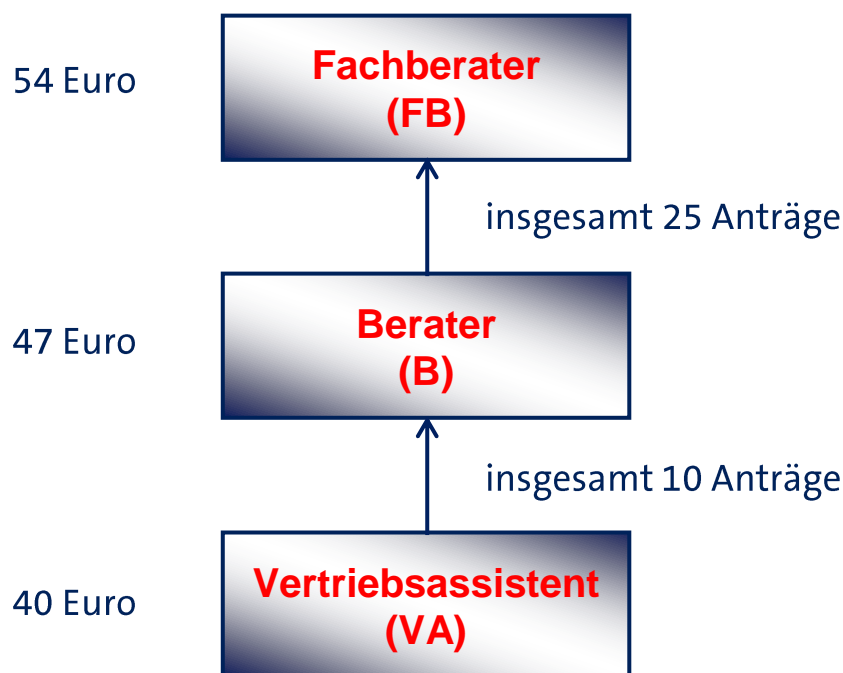 54 Euro
Fachberater
(FB)
insgesamt 25 Anträge
47 Euro
Berater
(B)
insgesamt 10 Anträge
40 Euro
Vertriebsassistent
(VA)